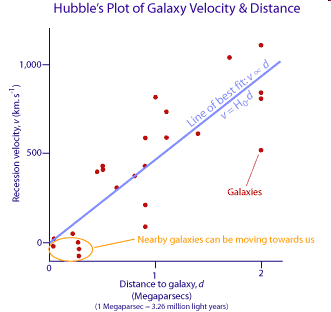 Hubble's Plot of Galaxy Velocity & Distance
Recession velocity, v (km.s⁻¹)
1,000
500
0
Line of best fit: v ∝ d
v = H₀d
Galaxies
Nearby galaxies can be moving towards us
0
1
2
Distance to galaxy, d
(Megaparsecs)
(1 Megaparsec = 3.26 million light years)